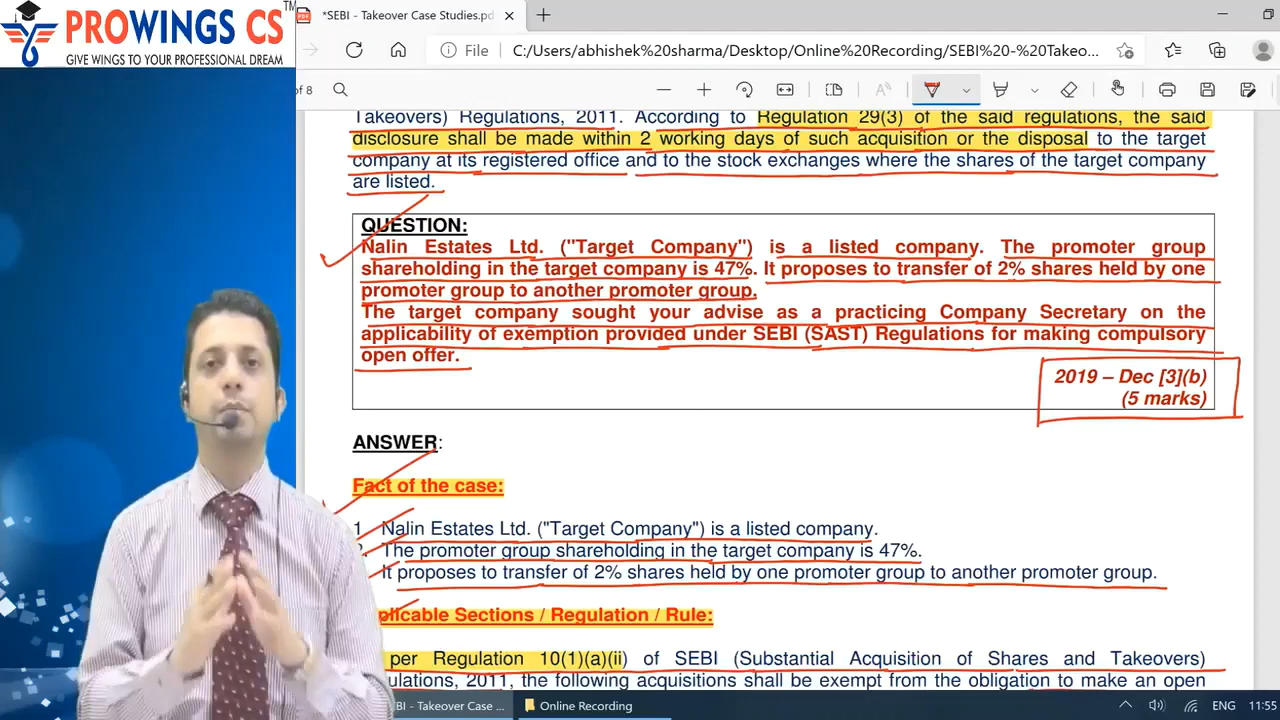 TM
PROWINGS CS
GIVE WINGS TO YOUR PROFESSIONAL DREAM
*SEBI - Takeover Case Studies.pd
File C:/Users/abhishek%20sharma/Desktop/Online%20Recording/SEBI%20-%20Takeo...
of 8
Takeovers) Regulations, 2011. According to Regulation 29(3) of the said regulations, the said
disclosure shall be made within 2 working days of such acquisition or the disposal to the target
company at its registered office and to the stock exchanges where the shares of the target company
are listed.
QUESTION:
Nalin Estates Ltd. ("Target Company") is a listed company. The promoter group
shareholding in the target company is 47%. It proposes to transfer of 2% shares held by one
promoter group to another promoter group.
The target company sought your advise as a practicing Company Secretary on the
applicability of exemption provided under SEBI (SAST) Regulations for making compulsory
open offer.
2019 – Dec [3](b)
(5 marks)
ANSWER:
Fact of the case:
1 Nalin Estates Ltd. ("Target Company") is a listed company.
The promoter group shareholding in the target company is 47%.
It proposes to transfer of 2% shares held by one promoter group to another promoter group.
plicable Sections / Regulation / Rule:
per Regulation 10(1)(a)(ii) of SEBI (Substantial Acquisition of Shares and Takeovers)
ulations, 2011, the following acquisitions shall be exempt from the obligation to make an open
BI - Takeover Case ... Online Recording ENG 11:55